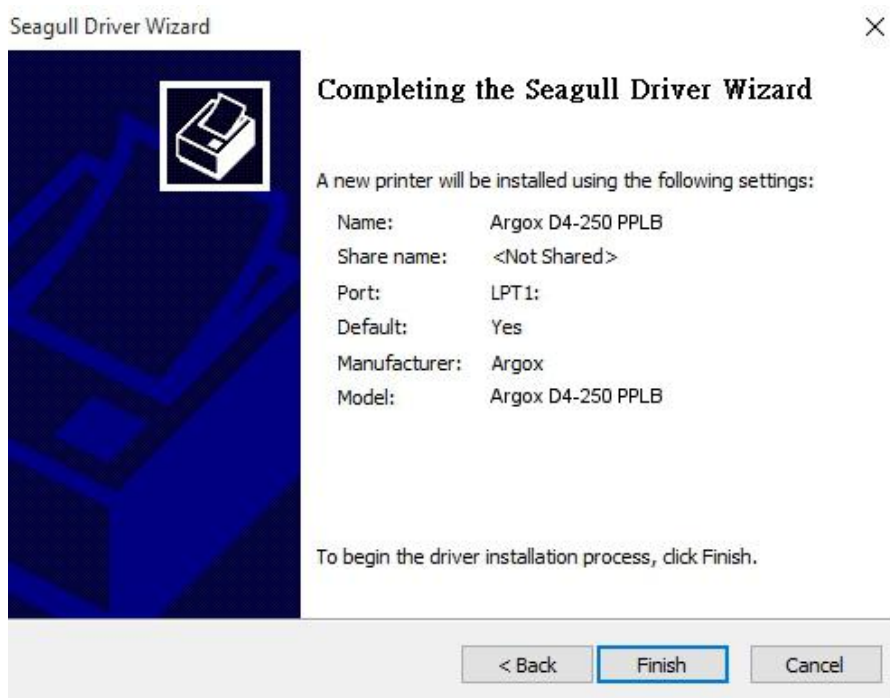 Seagull Driver Wizard
Completing the Seagull Driver Wizard
A new printer will be installed using the following settings:
Name: Argox D4-250 PPLB
Share name: <Not Shared>
Port: LPT1:
Default: Yes
Manufacturer: Argox
Model: Argox D4-250 PPLB
To begin the driver installation process, click Finish.
< Back Finish Cancel